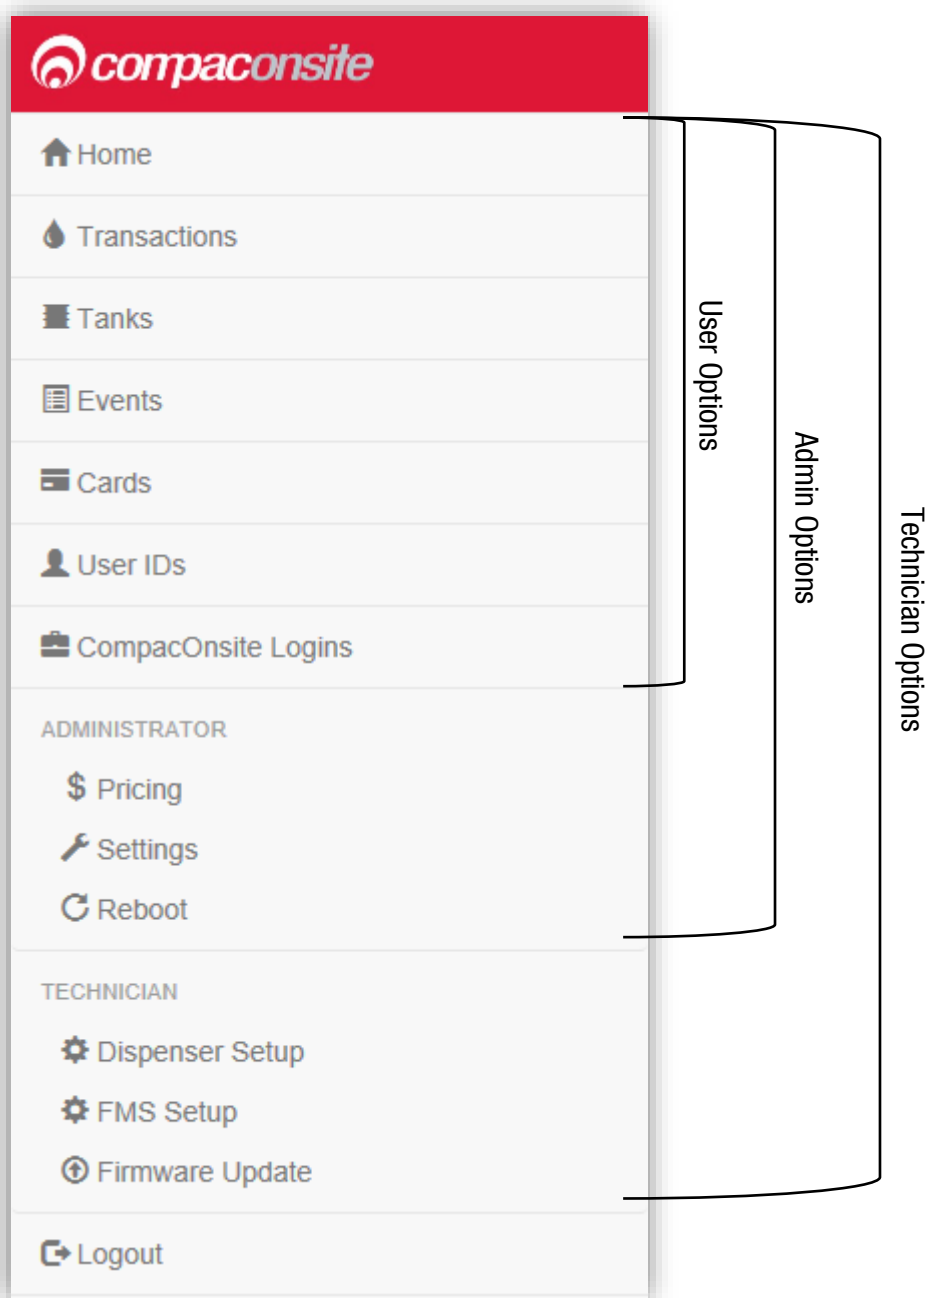 compaconsite
Home
Transactions
Tanks
Events
Cards
User IDs
CompacOnsite Logins
ADMINISTRATOR
$ Pricing
Settings
Reboot
TECHNICIAN
Dispenser Setup
FMS Setup
Firmware Update
Logout
User Options
Admin Options
Technician Options